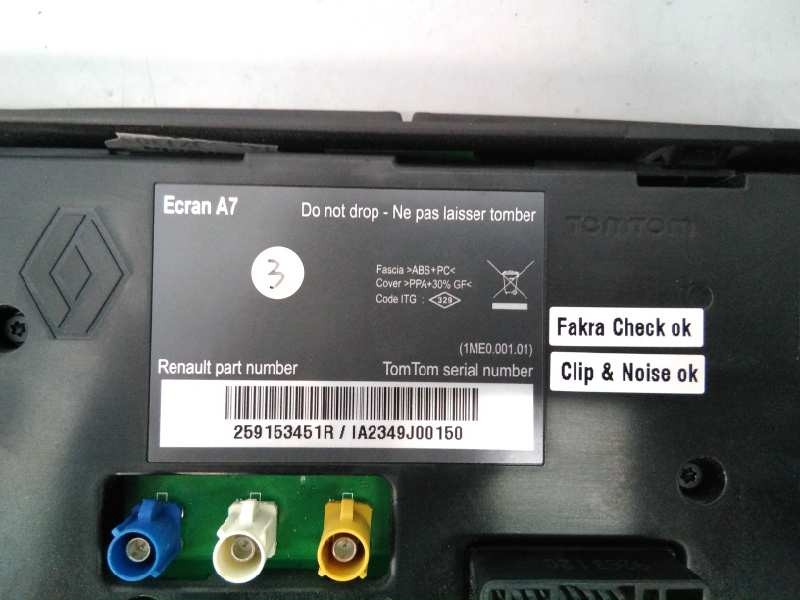 Ecran A7
Do not drop - Ne pas laisser tomber
TOMTOM
3
Fascia >ABS+PC<
Cover >PPA+30% GF<
Code ITG : 329
Fakra Check ok
(1ME0.001.01)
Clip & Noise ok
Renault part number
TomTom serial number
259153451R / IA2349J00150